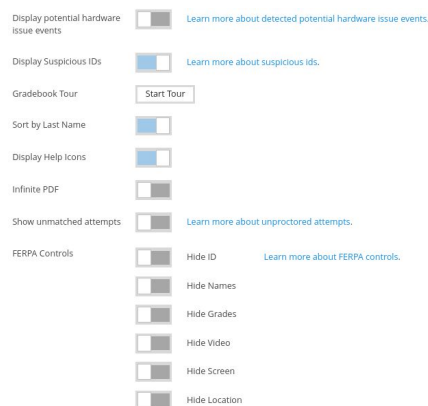 Display potential hardware issue events
Learn more about detected potential hardware issue events
Display Suspicious IDs
Learn more about suspicious ids.
Gradebook Tour
Start Tour
Sort by Last Name
Display Help Icons
Infinite PDF
Show unmatched attempts
Learn more about unproctored attempts.
FERPA Controls
Hide ID
Learn more about FERPA controls.
Hide Names
Hide Grades
Hide Video
Hide Screen
Hide Location